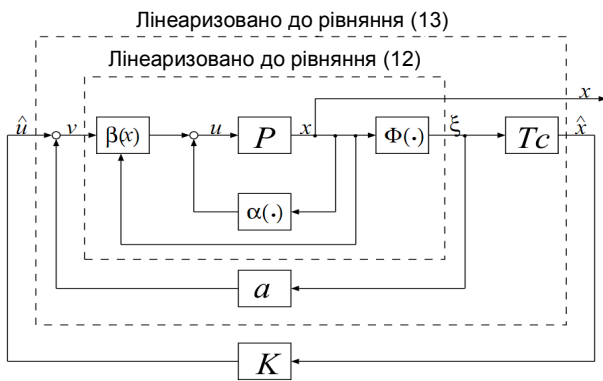 Лінеаризовано до рівняння (13)
Лінеаризовано до рівняння (12)
x
û v β(x) u P x Φ(·) ξ Tc x̂
α(·)
a
K